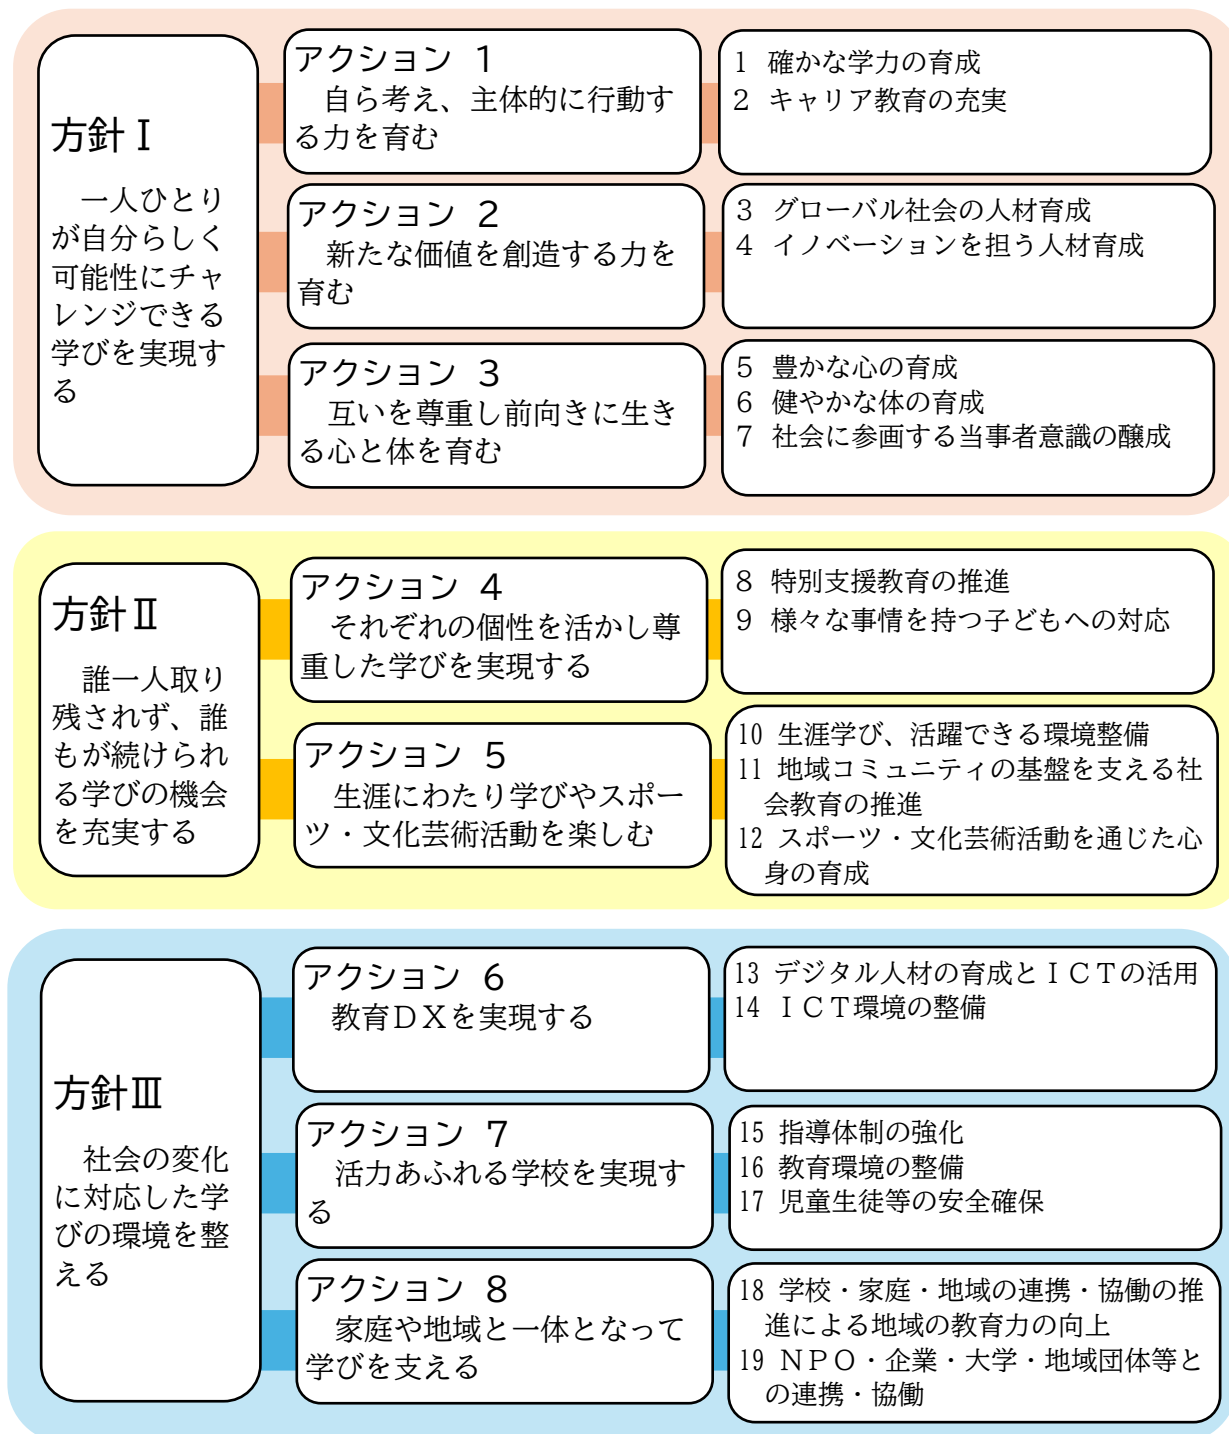 方針Ⅰ
一人ひとり
が自分らしく
可能性にチャ
レンジできる
学びを実現す
る
アクション 1
自ら考え、主体的に行動す
る力を育む
1 確かな学力の育成
2 キャリア教育の充実
アクション 2
新たな価値を創造する力を
育む
3 グローバル社会の人材育成
4 イノベーションを担う人材育成
アクション 3
互いを尊重し前向きに生き
る心と体を育む
5 豊かな心の育成
6 健やかな体の育成
7 社会に参画する当事者意識の醸成
方針Ⅱ
誰一人取り
残されず、誰
もが続けられ
る学びの機会
を充実する
アクション 4
それぞれの個性を活かし尊
重した学びを実現する
8 特別支援教育の推進
9 様々な事情を持つ子どもへの対応
アクション 5
生涯にわたり学びやスポー
ツ・文化芸術活動を楽しむ
10 生涯学び、活躍できる環境整備
11 地域コミュニティの基盤を支える社
会教育の推進
12 スポーツ・文化芸術活動を通じた心
身の育成
方針Ⅲ
社会の変化
に対応した学
びの環境を整
える
アクション 6
教育ＤＸを実現する
13 デジタル人材の育成とＩＣＴの活用
14 ＩＣＴ環境の整備
アクション 7
活力あふれる学校を実現す
る
15 指導体制の強化
16 教育環境の整備
17 児童生徒等の安全確保
アクション 8
家庭や地域と一体となって
学びを支える
18 学校・家庭・地域の連携・協働の推
進による地域の教育力の向上
19 ＮＰＯ・企業・大学・地域団体等と
の連携・協働